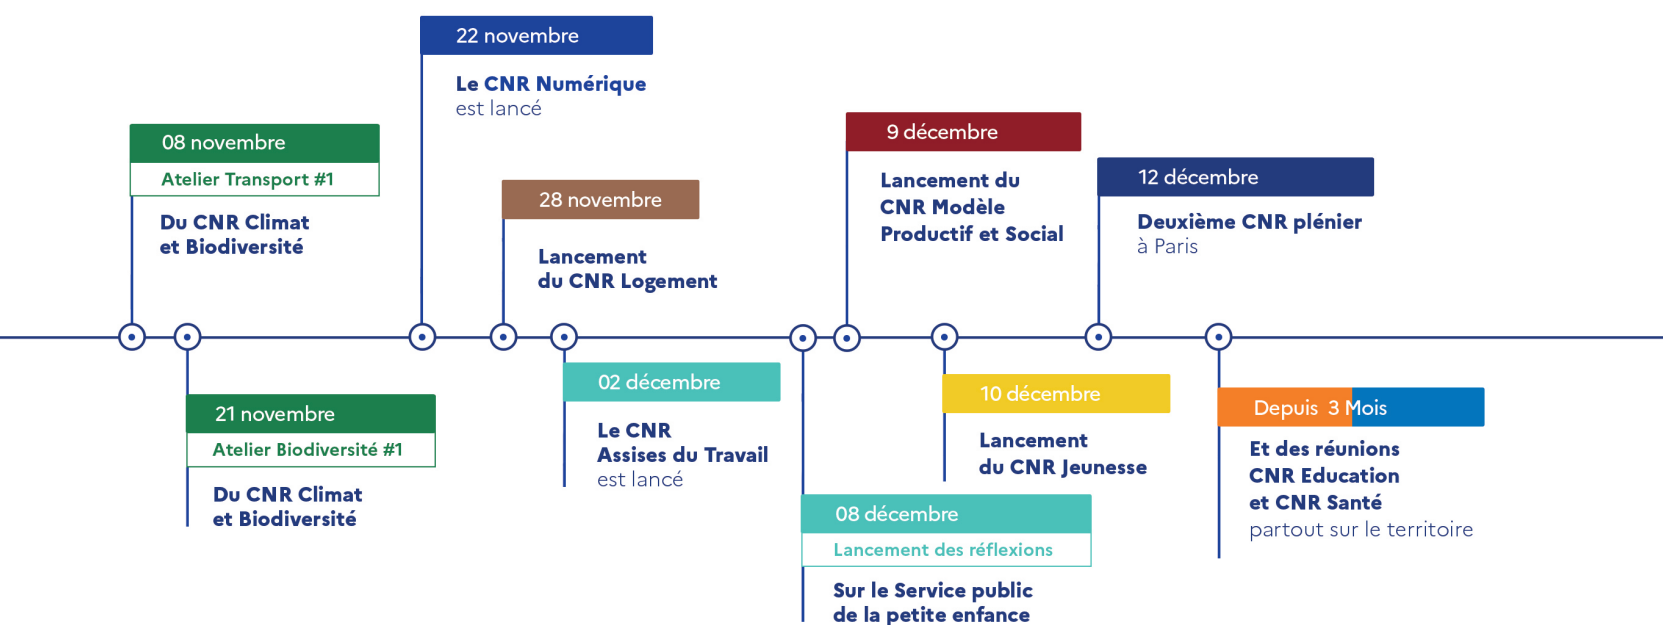 08 novembre
Atelier Transport #1
Du CNR Climat
et Biodiversité
21 novembre
Atelier Biodiversité #1
Du CNR Climat
et Biodiversité
22 novembre
Le CNR Numérique
est lancé
28 novembre
Lancement
du CNR Logement
02 décembre
Le CNR
Assises du Travail
est lancé
08 décembre
Lancement des réflexions
Sur le Service public
de la petite enfance
9 décembre
Lancement du
CNR Modèle
Productif et Social
10 décembre
Lancement
du CNR Jeunesse
12 décembre
Deuxième CNR plénier
à Paris
Depuis 3 Mois
Et des réunions
CNR Education
et CNR Santé
partout sur le territoire